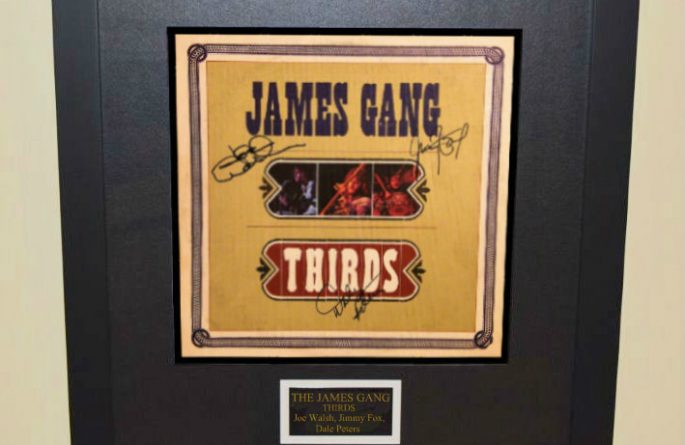 JAMES GANG
THIRDS
THE JAMES GANG
THIRDS
Joe Walsh, Jimmy Fox,
Dale Peters